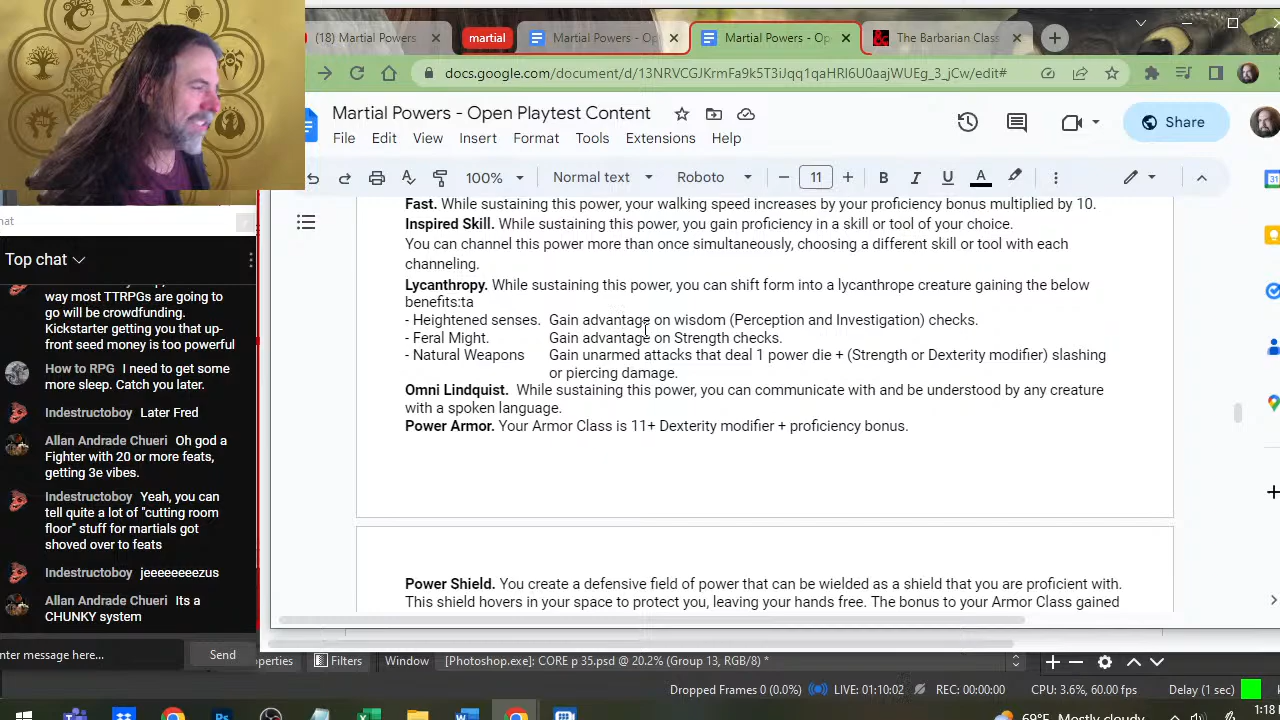 (18) Martial Powers
martial
Martial Powers - Op
Martial Powers - Op
The Barbarian Class
docs.google.com/document/d/13NRVCGJKrmFa9k5T3iJqq1qaHRl6U0aajWUEg_3_jCw/edit#
Martial Powers - Open Playtest Content
File Edit View Insert Format Tools Extensions Help
Share
100% Normal text Roboto 11 B I U A
Fast. While sustaining this power, your walking speed increases by your proficiency bonus multiplied by 10.
Inspired Skill. While sustaining this power, you gain proficiency in a skill or tool of your choice.
You can channel this power more than once simultaneously, choosing a different skill or tool with each
channeling.
Lycanthropy. While sustaining this power, you can shift form into a lycanthrope creature gaining the below
benefits:ta
- Heightened senses. Gain advantage on wisdom (Perception and Investigation) checks.
- Feral Might. Gain advantage on Strength checks.
- Natural Weapons Gain unarmed attacks that deal 1 power die + (Strength or Dexterity modifier) slashing
or piercing damage.
Omni Lindquist. While sustaining this power, you can communicate with and be understood by any creature
with a spoken language.
Power Armor. Your Armor Class is 11+ Dexterity modifier + proficiency bonus.
Power Shield. You create a defensive field of power that can be wielded as a shield that you are proficient with.
This shield hovers in your space to protect you, leaving your hands free. The bonus to your Armor Class gained
hat
Top chat
way most TTRPGs are going to
go will be crowdfunding.
Kickstarter getting you that up-
front seed money is too powerful
How to RPG I need to get some
more sleep. Catch you later.
Indestructoboy Later Fred
Allan Andrade Chueri Oh god a
Fighter with 20 or more feats,
getting 3e vibes.
Indestructoboy Yeah, you can
tell quite a lot of "cutting room
floor" stuff for martials got
shoved over to feats
Indestructoboy jeeeeeeezus
Allan Andrade Chueri Its a
CHUNKY system
nter message here...
Send
operties Filters Window [Photoshop.exe]: CORE p 35.psd @ 20.2% (Group 13, RGB/8) *
Dropped Frames 0 (0.0%) LIVE: 01:10:02 REC: 00:00:00 CPU: 3.6%, 60.00 fps Delay (1 sec)
69°F Mostly cloudy
1:18